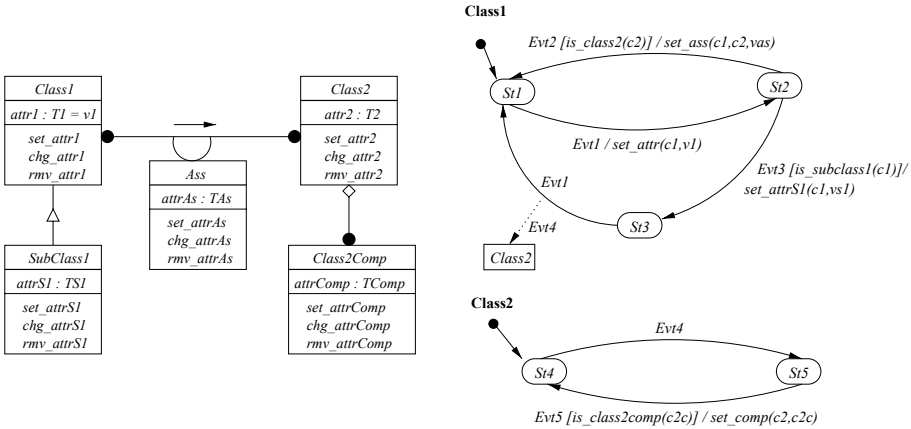 Class1
attr1 : T1 = v1
set_attr1
chg_attr1
rmv_attr1
Class2
attr2 : T2
set_attr2
chg_attr2
rmv_attr2
Ass
attrAs : TAs
set_attrAs
chg_attrAs
rmv_attrAs
SubClass1
attrS1 : TS1
set_attrS1
chg_attrS1
rmv_attrS1
Class2Comp
attrComp : TComp
set_attrComp
chg_attrComp
rmv_attrComp
Class1
Evt2 [is_class2(c2)] / set_ass(c1,c2,vas)
St1
St2
Evt1 / set_attr(c1,v1)
Evt3 [is_subclass1(c1)]/
set_attrS1(c1,vs1)
Evt1
St3
Evt4
Class2
Class2
Evt4
St4
St5
Evt5 [is_class2comp(c2c)] / set_comp(c2,c2c)